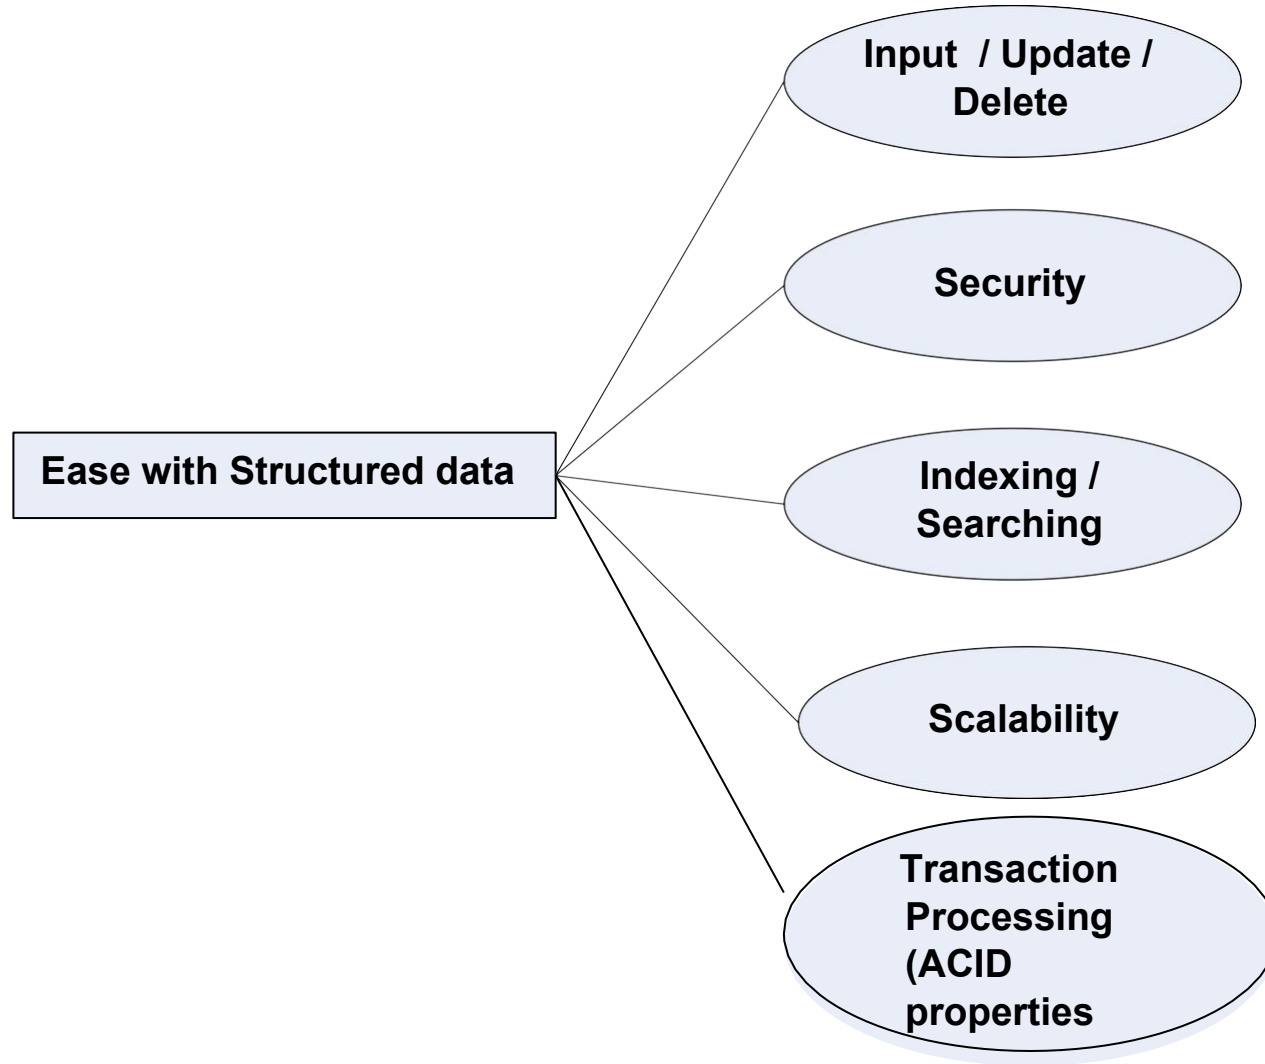 Input / Update /
Delete
Security
Ease with Structured data
Indexing /
Searching
Scalability
Transaction
Processing
(ACID
properties